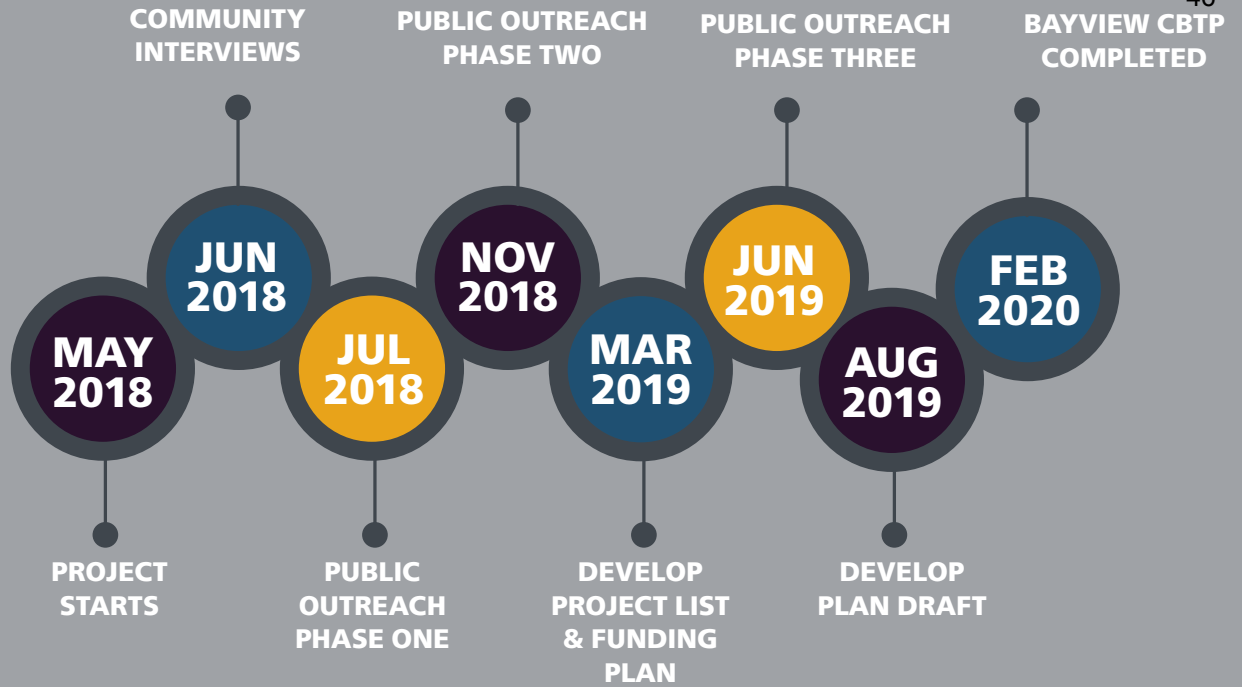 46
COMMUNITY
INTERVIEWS
PUBLIC OUTREACH
PHASE TWO
PUBLIC OUTREACH
PHASE THREE
BAYVIEW CBTP
COMPLETED
MAY
2018
JUN
2018
JUL
2018
NOV
2018
MAR
2019
JUN
2019
AUG
2019
FEB
2020
PROJECT
STARTS
PUBLIC
OUTREACH
PHASE ONE
DEVELOP
PROJECT LIST
& FUNDING
PLAN
DEVELOP
PLAN DRAFT